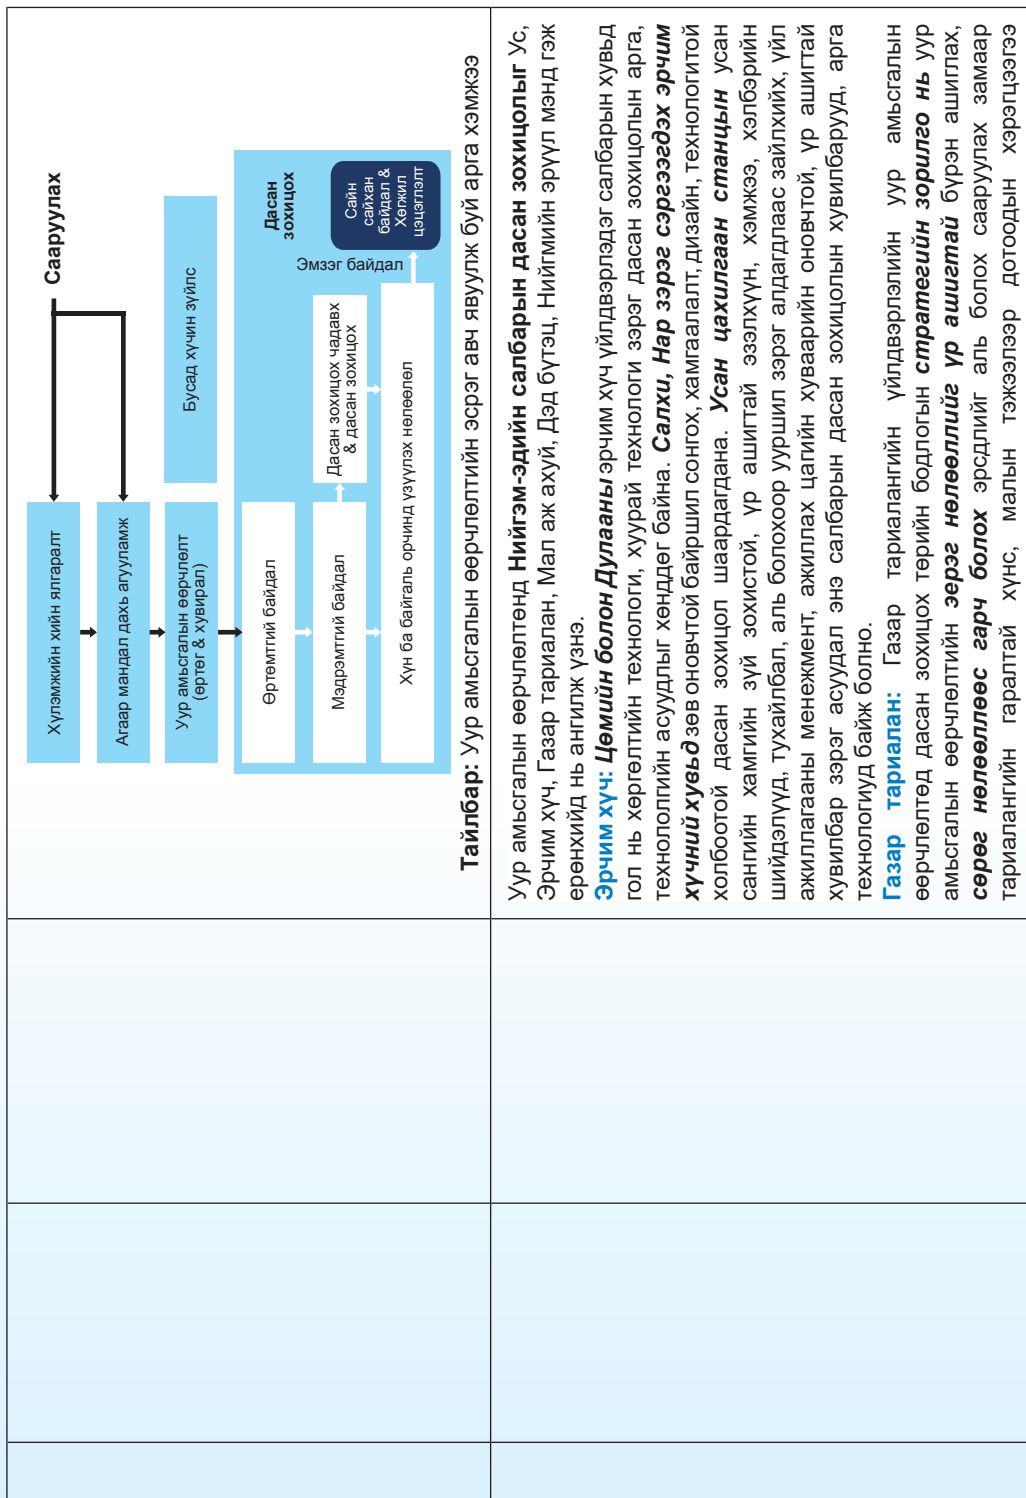 Сааруулах
Хүлэмжийн хийн ялгаралт
Агаар мандал дахь агууламж
Уур амьсгалын өөрчлөлт
(өртөг & хувирал)
Бусад хүчин зүйлс
Дасан
зохицох
Өртөмтгий байдал
Мэдрэмтгий байдал
Дасан зохицох чадавх
& дасан зохицох
Хүн ба байгаль орчинд үзүүлэх нөлөөлөл
Эмзэг байдал
Сайн
сайхан
байдал &
Хөгжил
цэцэглэлт
Тайлбар: Уур амьсгалын өөрчлөлтийн эсрэг авч явуулж буй арга хэмжээ
Уур амьсгалын өөрчлөлтөнд Нийгэм-эдийн салбарын дасан зохицолыг Ус,
Эрчим хүч, Газар тариалан, Мал аж ахуй, Дэд бүтэц, Нийгмийн эрүүл мэнд гэж
ерөнхийд нь ангилж үзнэ.
Эрчим хүч: Цөмийн болон Дулааны эрчим хүч үйлдвэрлэдэг салбарын хувьд
гол нь хөргөлтийн технологи, хуурай технологи зэрэг дасан зохицолын арга,
технололгийн асуудлыг хөнддөг байна. Салхи, Нар зэрэг сэргээгдэх эрчим
хүчний хувьд зөв оновчтой байршил сонгох, хамгаалалт, дизайн, технологитой
холбоотой дасан зохицол шаардагдана. Усан цахилгаан станцын усан
сангийн хамгийн зүй зохистой, үр ашигтай эзэлхүүн, хэмжээ, хэлбэрийн
шийдэлүүд, тухайлбал, аль болохоор ууршил зэрэг алдагдлаас зайлхийх, үйл
ажиллагааны менежмент, ажиллах цагийн хуваарийн оновчтой, үр ашигтай
хувилбар зэрэг асуудал энэ салбарын дасан зохицолын хувилбарууд, арга
технологиуд байж болно.
Газар тариалан: Газар тариалангийн үйлдвэрлэлийн уур амьсгалын
өөрчлөлтөд дасан зохицох төрийн бодлогын стратегийн зорилго нь уур
амьсгалын өөрчлөлтийн эерэг нөлөөллийг үр ашигтай бүрэн ашиглах,
сөрөг нөлөөллөөс гарч болох эрсдлийг аль болох сааруулах замаар
тариалангийн гаралтай хүнс, малын тэжээлээр дотоодын хэрэгцээгээ